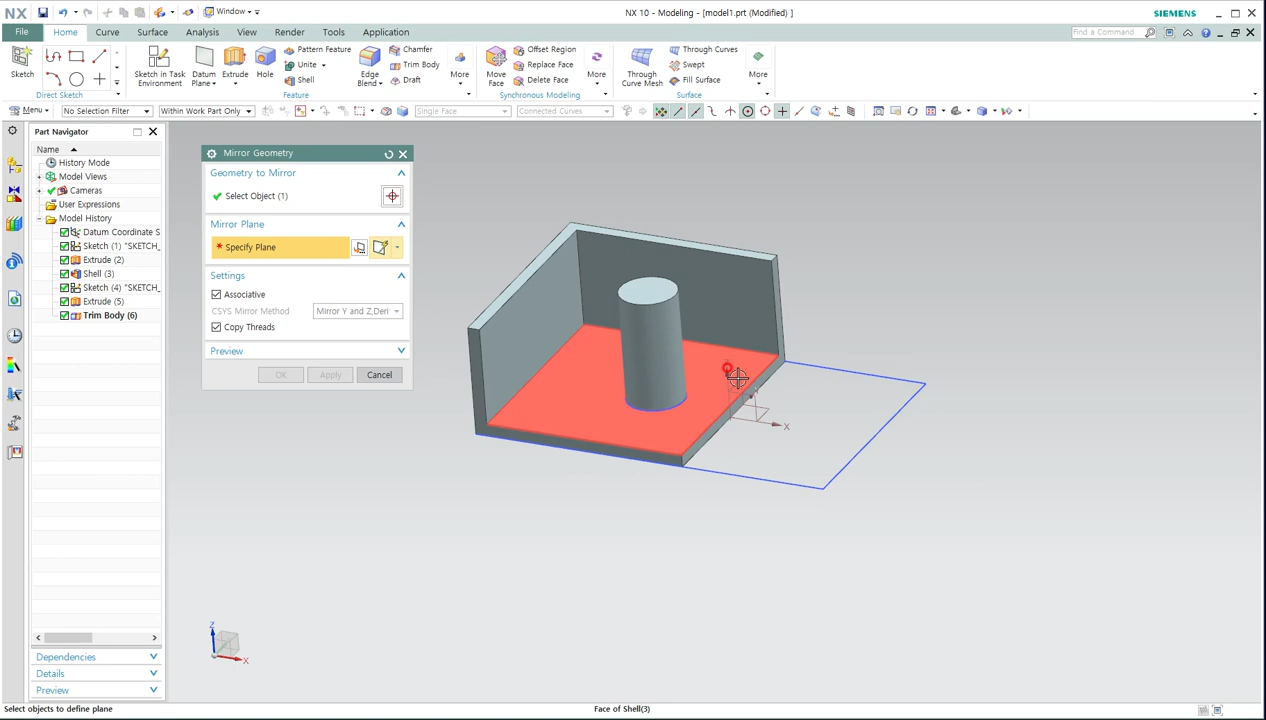 NX
Window
NX 10 - Modeling - [model1.prt (Modified) ]
SIEMENS
File Home Curve Surface Analysis View Render Tools Application
Find a Command
Sketch
Direct Sketch
Sketch in Task Environment
Datum Plane
Extrude
Hole
Pattern Feature
Unite
Shell
Edge Blend
Chamfer
Trim Body
Draft
More
Feature
Move Face
Offset Region
Replace Face
Delete Face
More
Synchronous Modeling
Through Curve Mesh
Through Curves
Swept
Fill Surface
More
Surface
Menu
No Selection Filter
Within Work Part Only
Single Face
Connected Curves
Part Navigator
Name
History Mode
Model Views
Cameras
User Expressions
Model History
Datum Coordinate S
Sketch (1) "SKETCH_
Extrude (2)
Shell (3)
Sketch (4) "SKETCH_
Extrude (5)
Trim Body (6)
Dependencies
Details
Preview
Mirror Geometry
Geometry to Mirror
Select Object (1)
Mirror Plane
* Specify Plane
Settings
Associative
CSYS Mirror Method Mirror Y and Z,Deri
Copy Threads
Preview
OK Apply Cancel
X
Z
X
Select objects to define plane
Face of Shell(3)